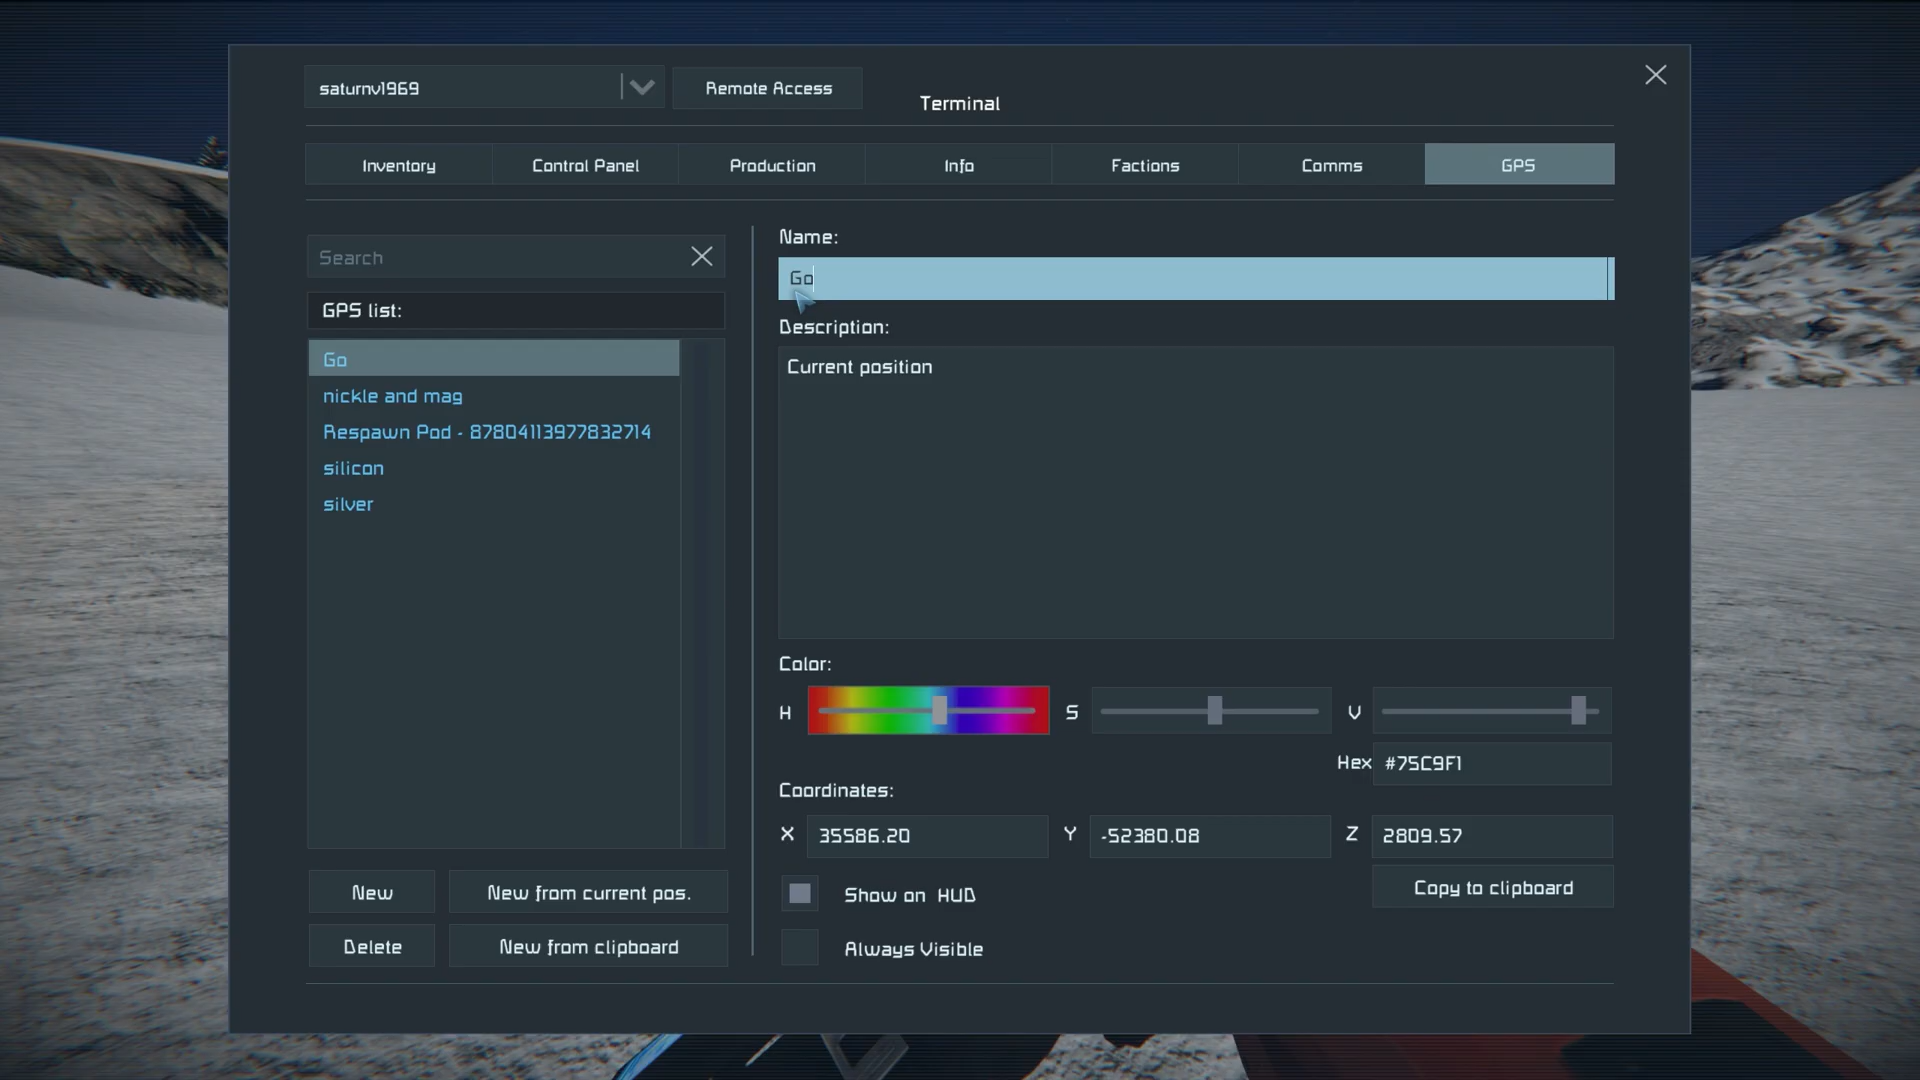 saturnv1969
Remote Access
Terminal
Inventory
Control Panel
Production
Info
Factions
Comms
GPS
Search
GPS list:
Go
nickle and mag
Respawn Pod - 87804113977832714
silicon
silver
New
New from current pos.
Delete
New from clipboard
Name:
Go
Description:
Current position
Color:
H
S
V
Hex #75C9F1
Coordinates:
X 35586.20
Y -52380.08
Z 2809.57
Show on HUD
Copy to clipboard
Always Visible